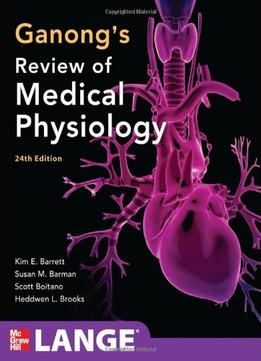 Ganong's
Review of
Medical
Physiology
24th Edition
Kim E. Barrett
Susan M. Barman
Scott Boitano
Heddwen L. Brooks
Mc
Graw
Hill
LANGE®